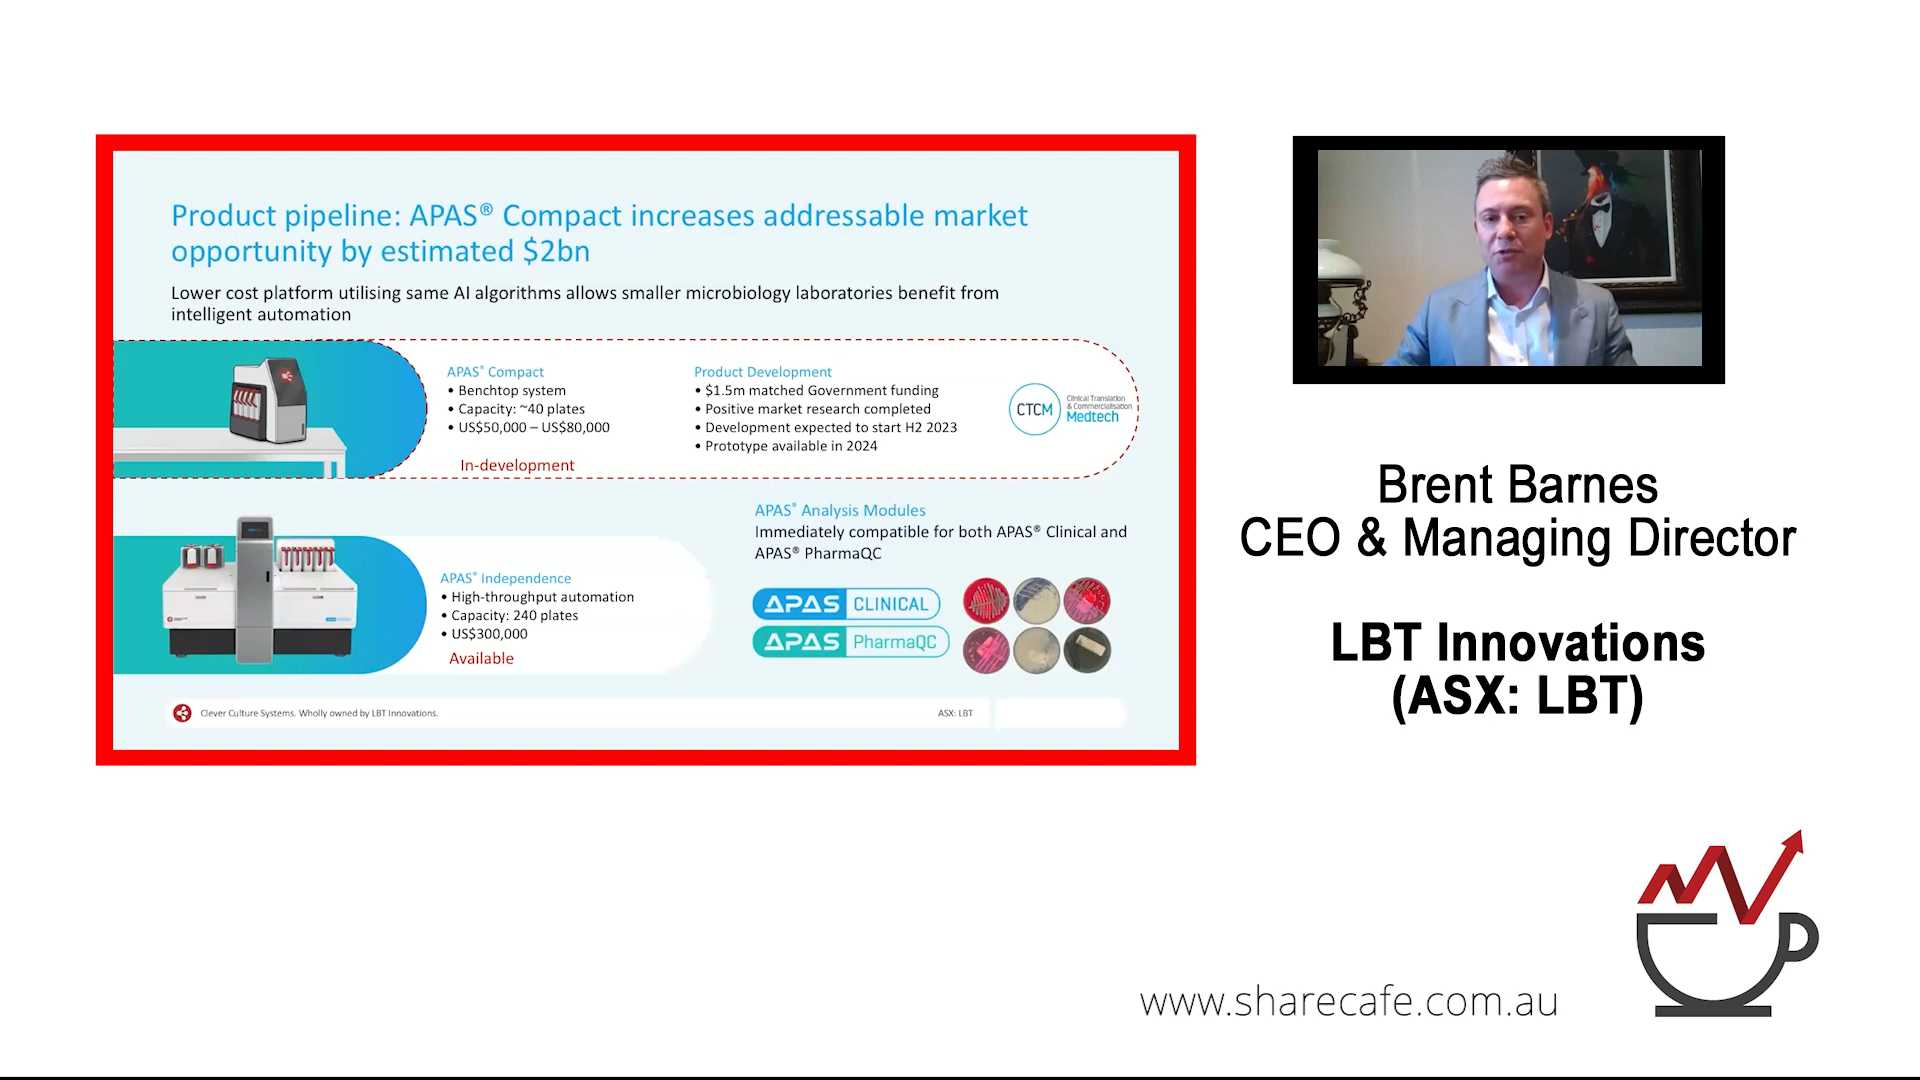 Product pipeline: APAS® Compact increases addressable market
opportunity by estimated $2bn
Lower cost platform utilising same AI algorithms allows smaller microbiology laboratories benefit from
intelligent automation
APAS® Compact
• Benchtop system
• Capacity: ~40 plates
• US$50,000 – US$80,000
In-development
Product Development
• $1.5m matched Government funding
• Positive market research completed
• Development expected to start H2 2023
• Prototype available in 2024
CTCM
Clinical Translation
& Commercialisation
Medtech
APAS® Independence
• High-throughput automation
• Capacity: 240 plates
• US$300,000
Available
APAS® Analysis Modules
Immediately compatible for both APAS® Clinical and
APAS® PharmaQC
APAS CLINICAL
APAS PharmaQC
Clever Culture Systems. Wholly owned by LBT Innovations.
ASX: LBT
Brent Barnes
CEO & Managing Director
LBT Innovations
(ASX: LBT)
www.sharecafe.com.au